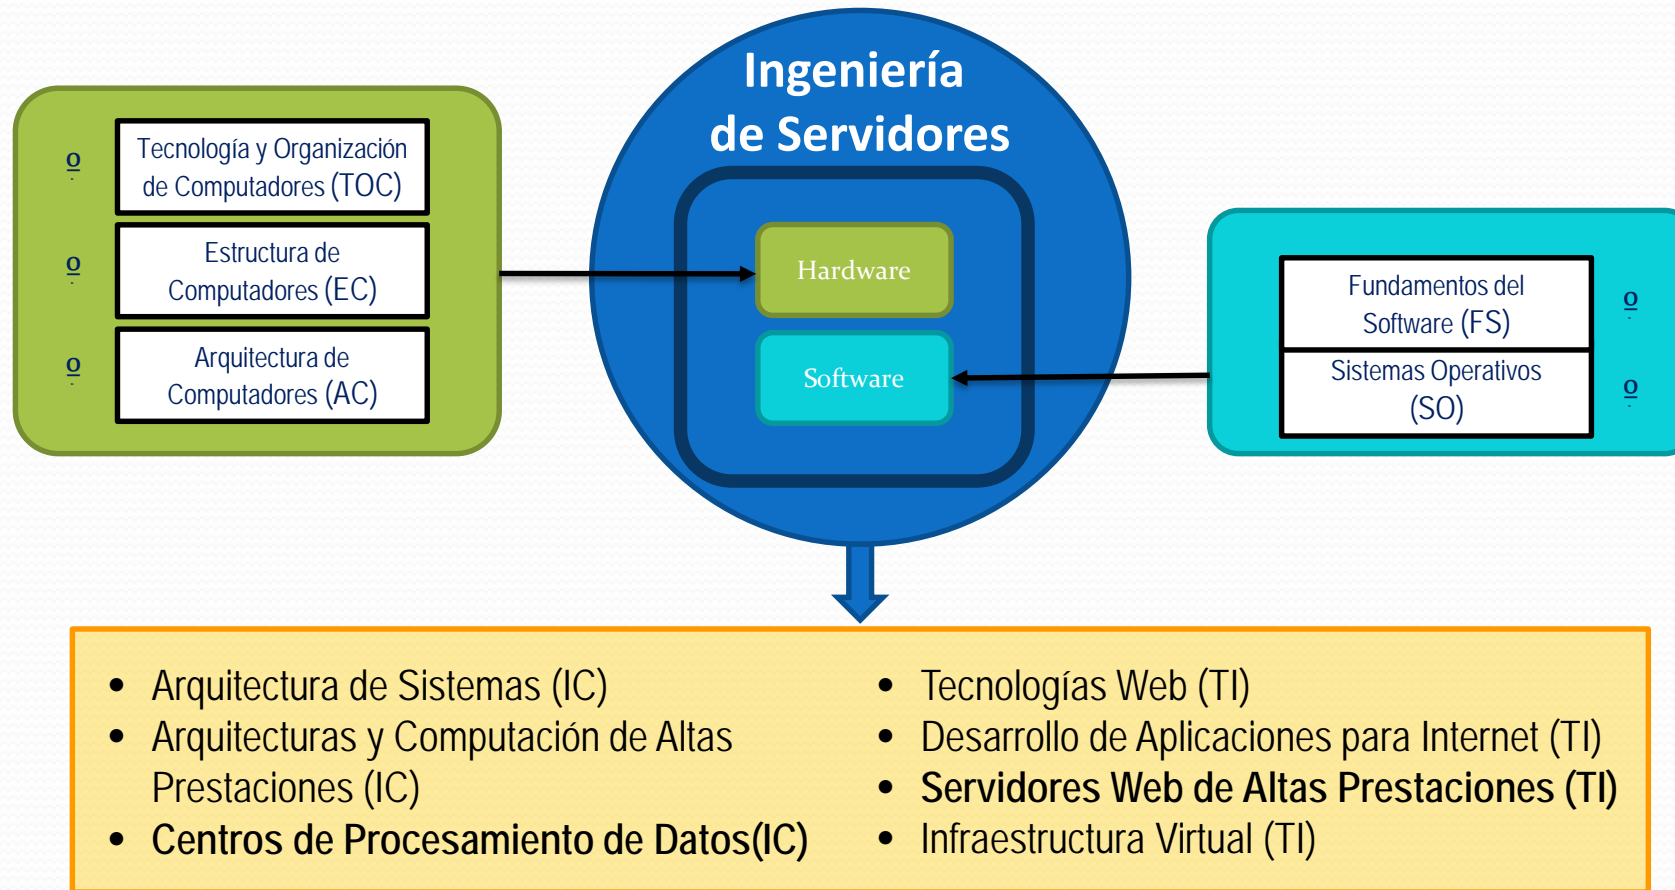 Ingeniería
de Servidores
º
Tecnología y Organización
de Computadores (TOC)
º
Estructura de
Computadores (EC)
º
Arquitectura de
Computadores (AC)
Hardware
Software
Fundamentos del
Software (FS)
º
Sistemas Operativos
(SO)
º
• Arquitectura de Sistemas (IC)
• Arquitecturas y Computación de Altas
Prestaciones (IC)
• Centros de Procesamiento de Datos(IC)
• Tecnologías Web (TI)
• Desarrollo de Aplicaciones para Internet (TI)
• Servidores Web de Altas Prestaciones (TI)
• Infraestructura Virtual (TI)